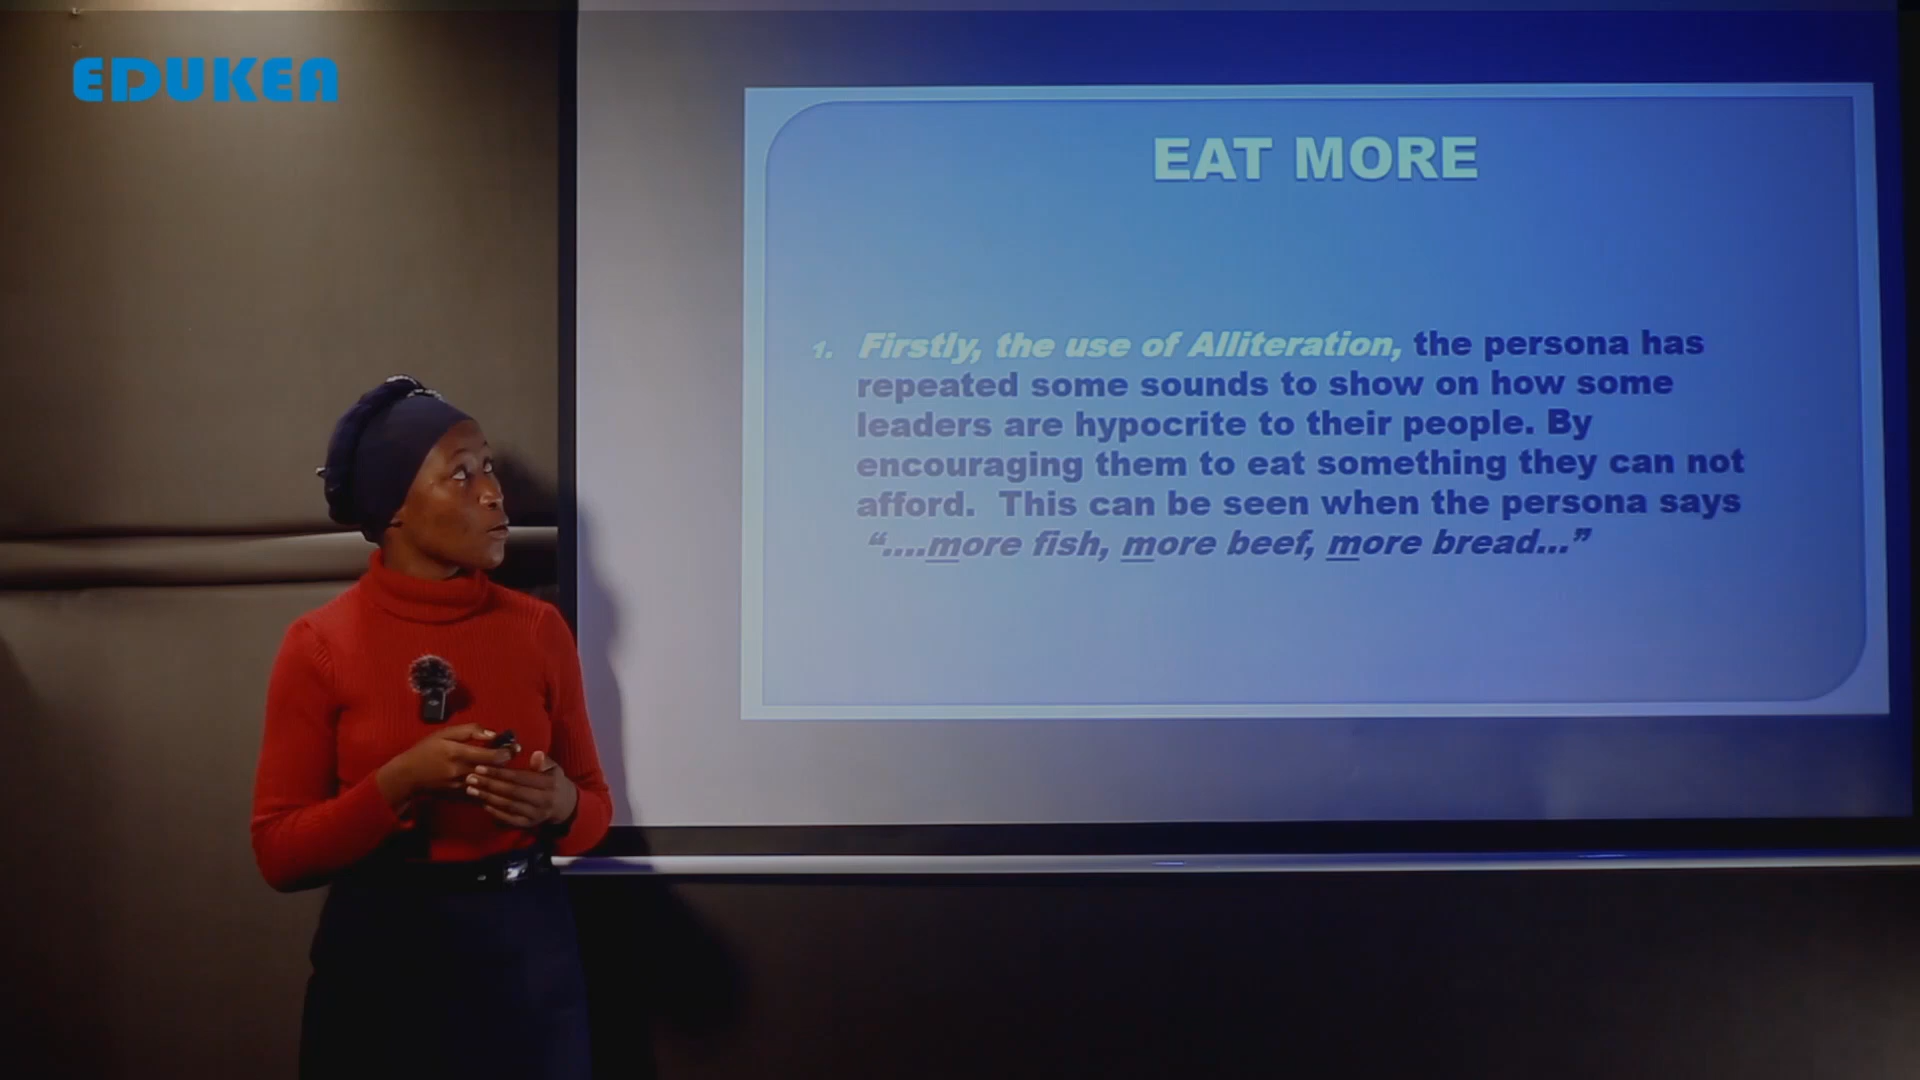 EDUKEA
EAT MORE
1. Firstly, the use of Alliteration, the persona has
repeated some sounds to show on how some
leaders are hypocrite to their people. By
encouraging them to eat something they can not
afford. This can be seen when the persona says
“....more fish, more beef, more bread...”